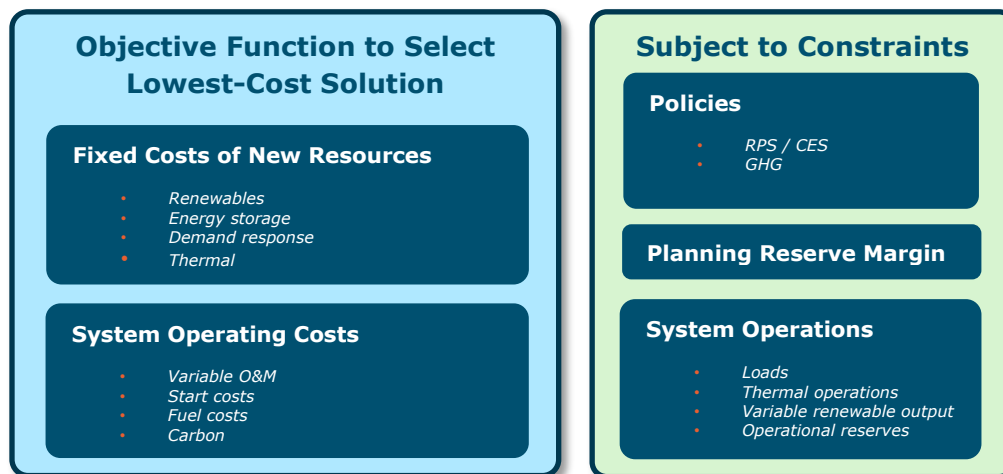 Objective Function to Select
Lowest-Cost Solution
Fixed Costs of New Resources
• Renewables
• Energy storage
• Demand response
• Thermal
System Operating Costs
• Variable O&M
• Start costs
• Fuel costs
• Carbon
Subject to Constraints
Policies
• RPS / CES
• GHG
Planning Reserve Margin
System Operations
• Loads
• Thermal operations
• Variable renewable output
• Operational reserves